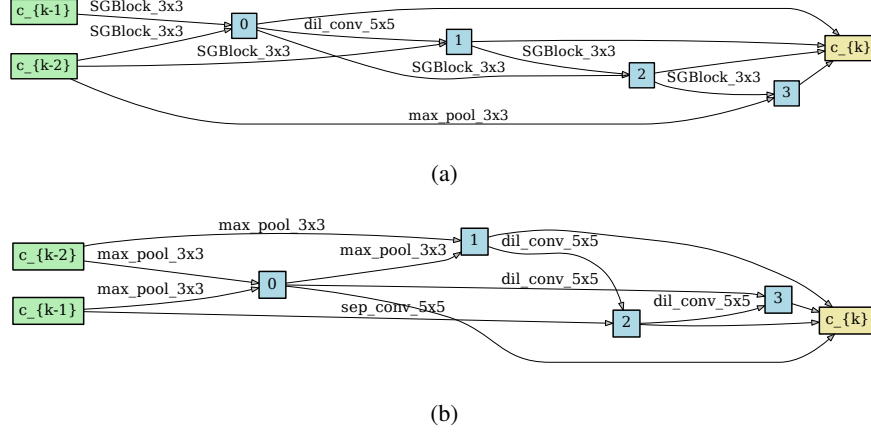 c_{k-1}
SGBlock_3x3
0
dil_conv_5x5
SGBlock_3x3
1
c_{k}
c_{k-2}
SGBlock_3x3
SGBlock_3x3
SGBlock_3x3
2
SGBlock_3x3
3
max_pool_3x3
(a)
max_pool_3x3
1
dil_conv_5x5
c_{k-2}
max_pool_3x3
max_pool_3x3
0
dil_conv_5x5
max_pool_3x3
c_{k-1}
sep_conv_5x5
2
dil_conv_5x5
3
c_{k}
(b)